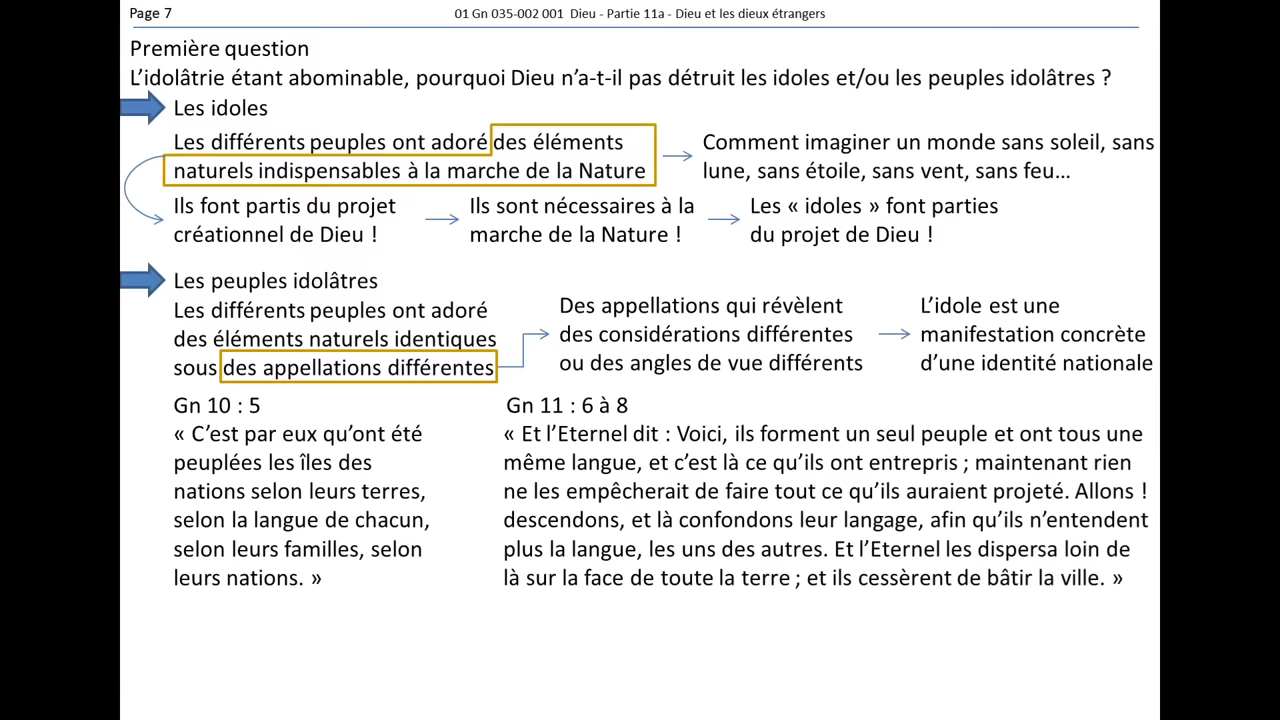 Page 7
01 Gn 035-002 001 Dieu - Partie 11a - Dieu et les dieux étrangers
Première question
L'idolâtrie étant abominable, pourquoi Dieu n'a-t-il pas détruit les idoles et/ou les peuples idolâtres ?
Les idoles
Les différents peuples ont adoré des éléments
naturels indispensables à la marche de la Nature
Comment imaginer un monde sans soleil, sans
lune, sans étoile, sans vent, sans feu...
Ils font partis du projet
créationnel de Dieu !
Ils sont nécessaires à la
marche de la Nature !
Les « idoles » font parties
du projet de Dieu !
Les peuples idolâtres
Les différents peuples ont adoré
des éléments naturels identiques
sous des appellations différentes
Des appellations qui révèlent
des considérations différentes
ou des angles de vue différents
L'idole est une
manifestation concrète
d'une identité nationale
Gn 10 : 5
« C'est par eux qu'ont été
peuplées les îles des
nations selon leurs terres,
selon la langue de chacun,
selon leurs familles, selon
leurs nations. »
Gn 11 : 6 à 8
« Et l'Eternel dit : Voici, ils forment un seul peuple et ont tous une
même langue, et c'est là ce qu'ils ont entrepris ; maintenant rien
ne les empêcherait de faire tout ce qu'ils auraient projeté. Allons !
descendons, et là confondons leur langage, afin qu'ils n'entendent
plus la langue, les uns des autres. Et l'Eternel les dispersa loin de
là sur la face de toute la terre ; et ils cessèrent de bâtir la ville. »